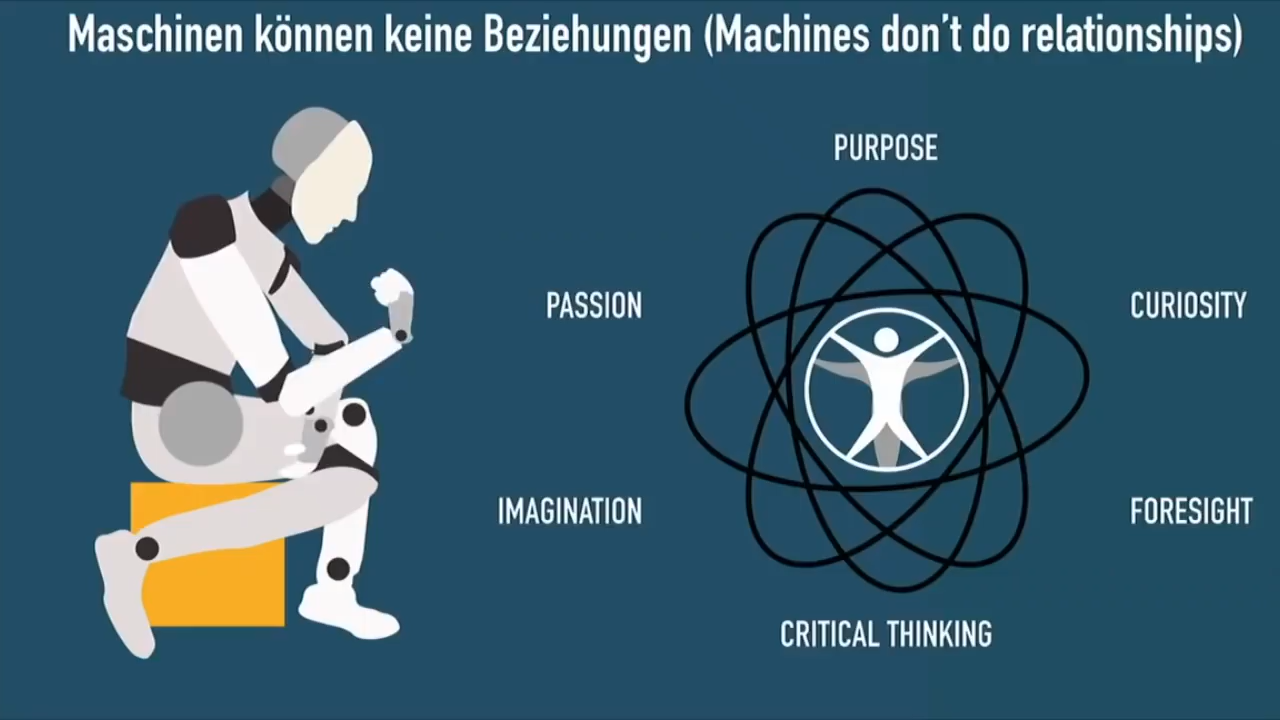 Maschinen können keine Beziehungen (Machines don't do relationships)
PURPOSE
PASSION
CURIOSITY
IMAGINATION
FORESIGHT
CRITICAL THINKING